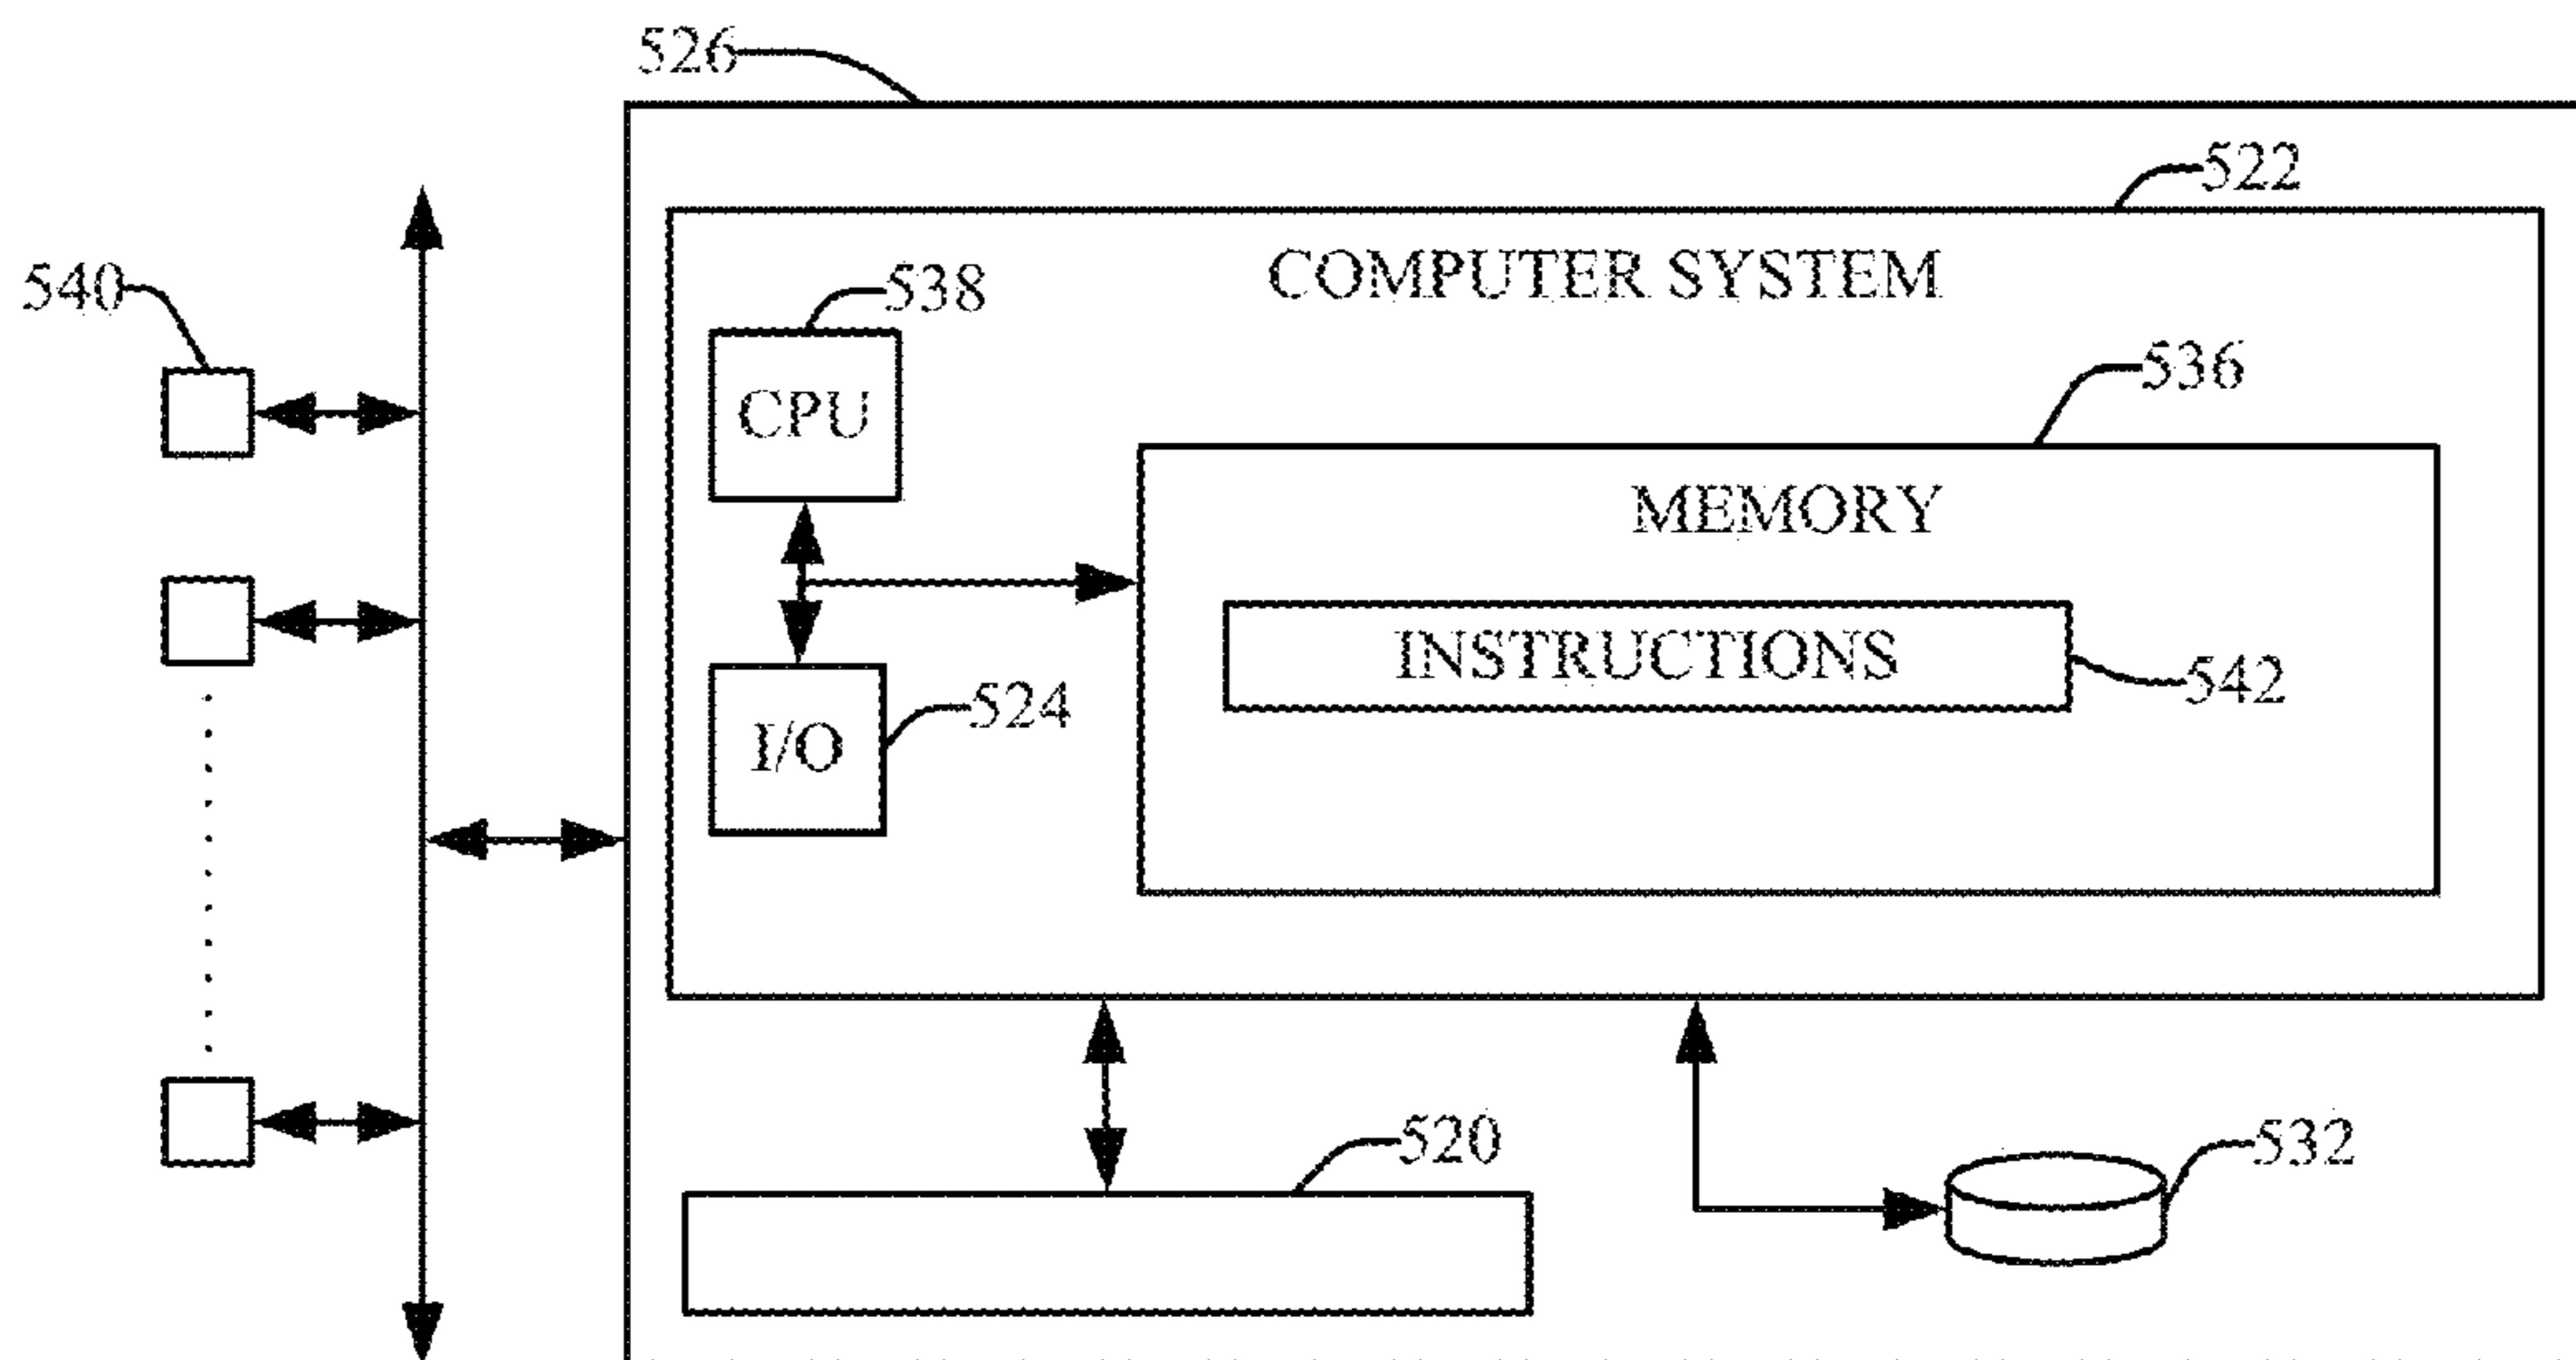 526
522
COMPUTER SYSTEM
540
538
536
CPU
MEMORY
INSTRUCTIONS
542
524
I/O
520
532